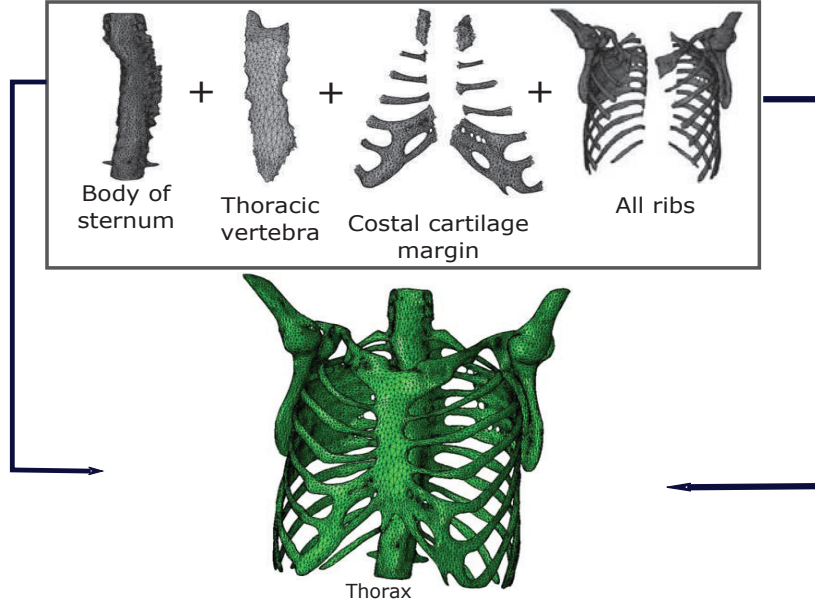 + + +
Body of
sternum
Thoracic
vertebra
Costal cartilage
margin
All ribs
Thorax